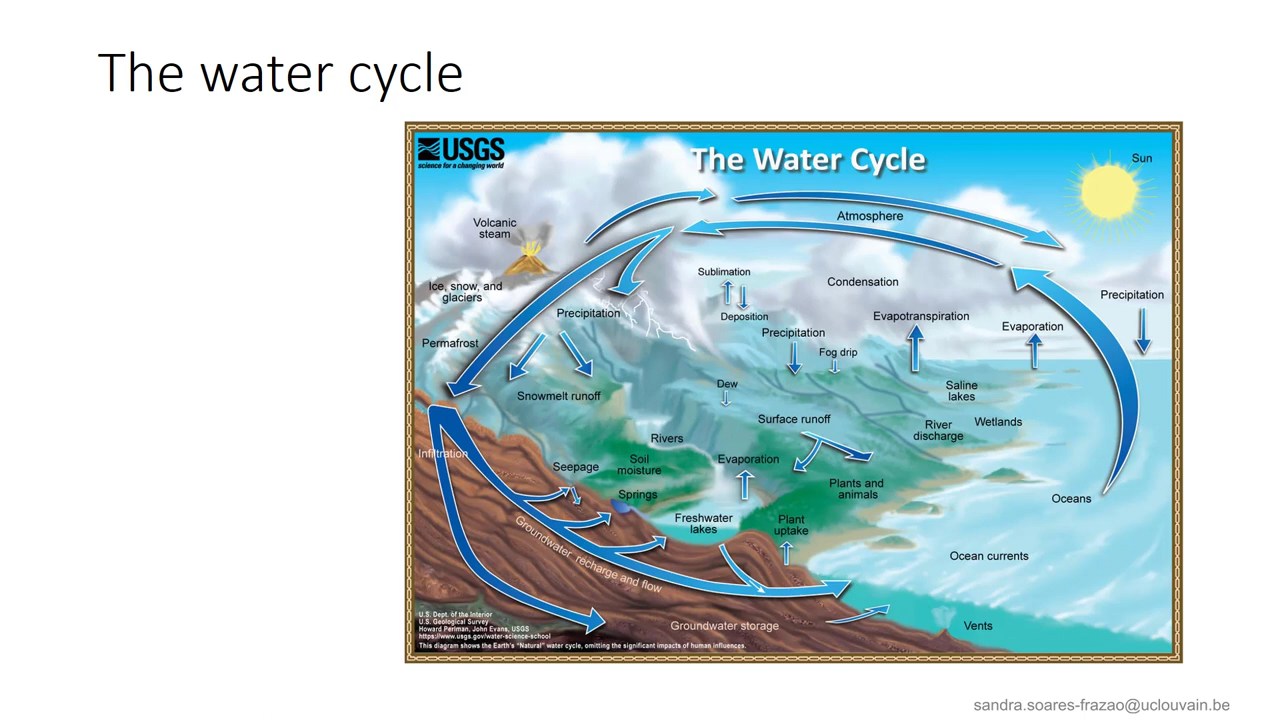 The water cycle
USGS
science for a changing world
The Water Cycle
Sun
Volcanic
steam
Atmosphere
Ice, snow, and
glaciers
Sublimation
Deposition
Condensation
Precipitation
Precipitation
Precipitation
Evapotranspiration
Evaporation
Permafrost
Fog drip
Snowmelt runoff
Dew
Saline
lakes
Surface runoff
River
discharge
Wetlands
Infiltration
Rivers
Seepage
Soil
moisture
Evaporation
Springs
Plants and
animals
Oceans
Freshwater
lakes
Plant
uptake
Groundwater recharge and flow
Ocean currents
Groundwater storage
Vents
U.S. Dept. of the Interior
U.S. Geological Survey
Howard Perlman, John Evans, USGS
https://www.usgs.gov/water-science-school
This diagram shows the Earth's "Natural" water cycle, omitting the significant impacts of human influences.
sandra.soares-frazao@uclouvain.be